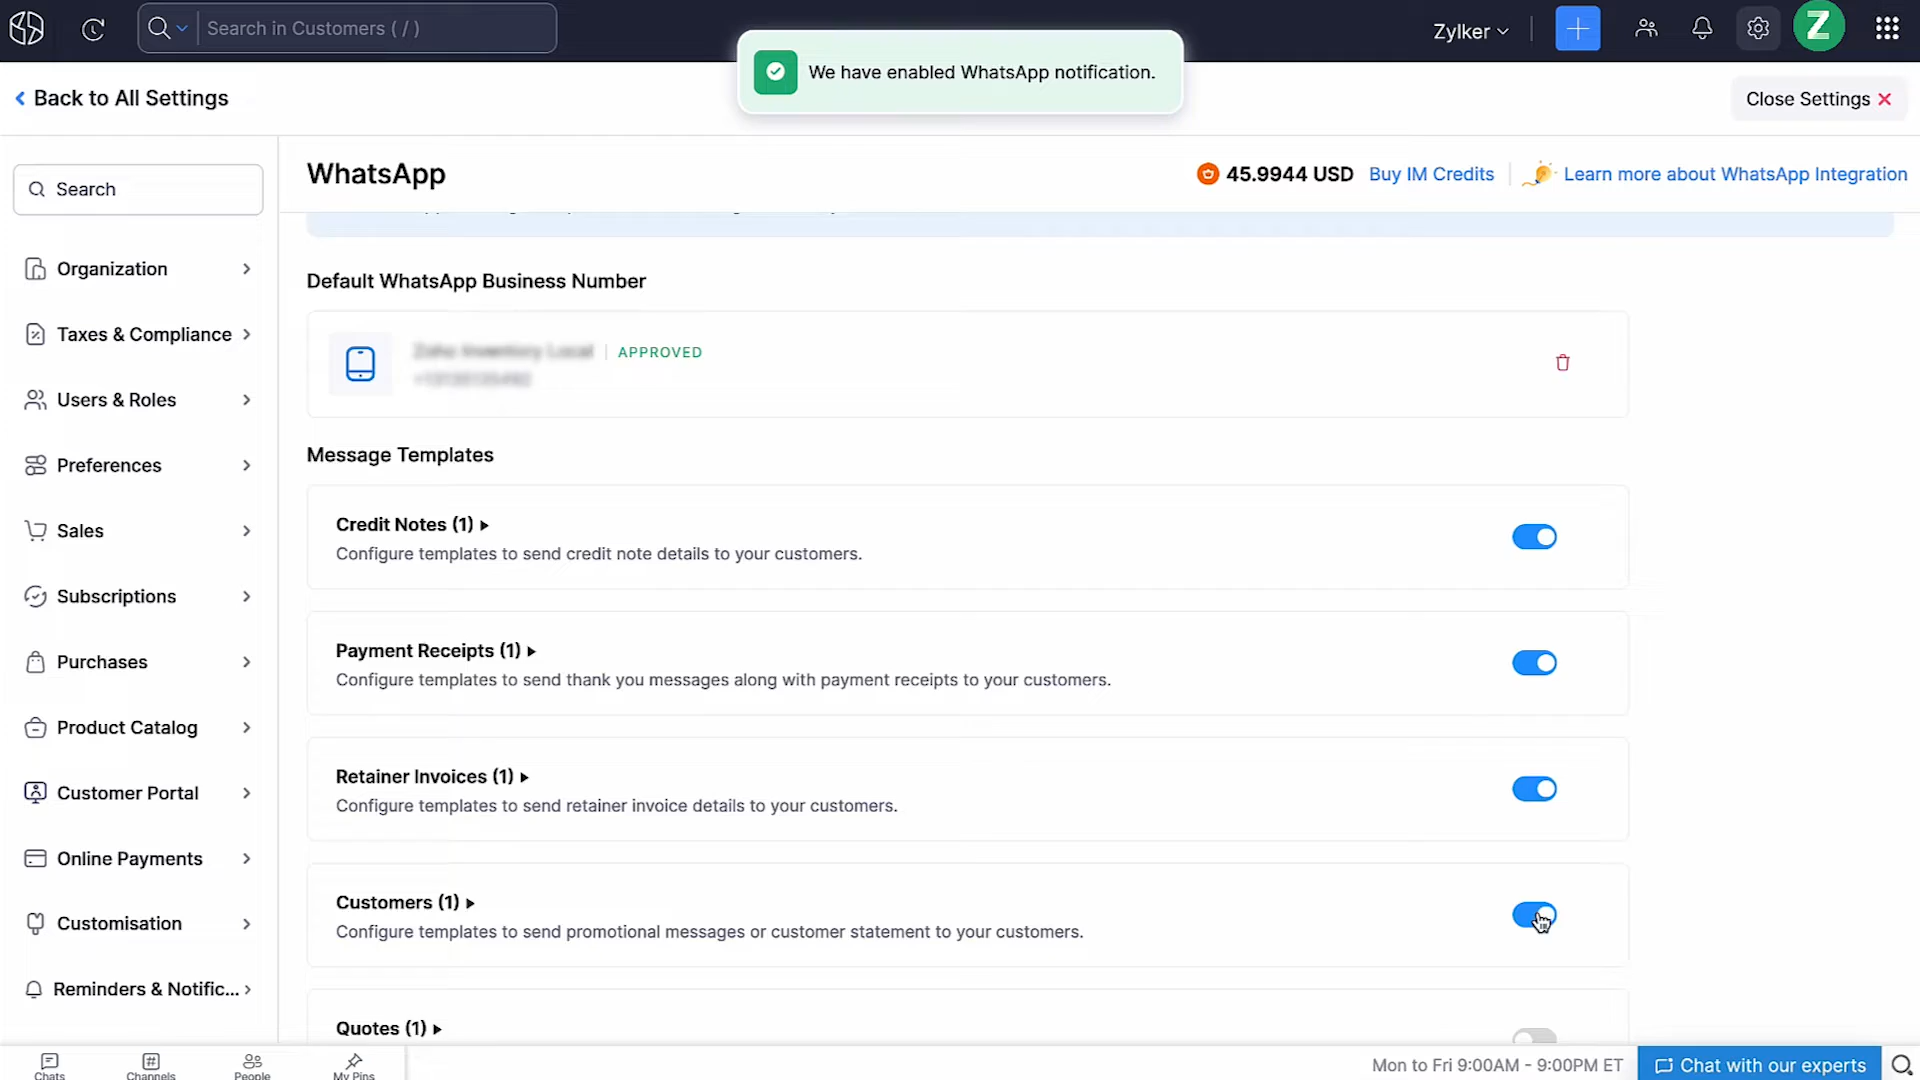 Search in Customers ( / )
Zylker
Z
We have enabled WhatsApp notification.
Back to All Settings
Close Settings
Search
Organization
Taxes & Compliance
Users & Roles
Preferences
Sales
Subscriptions
Purchases
Product Catalog
Customer Portal
Online Payments
Customisation
Reminders & Notific...
WhatsApp
45.9944 USD
Buy IM Credits
Learn more about WhatsApp Integration
Default WhatsApp Business Number
APPROVED
Message Templates
Credit Notes (1)
Configure templates to send credit note details to your customers.
Payment Receipts (1)
Configure templates to send thank you messages along with payment receipts to your customers.
Retainer Invoices (1)
Configure templates to send retainer invoice details to your customers.
Customers (1)
Configure templates to send promotional messages or customer statement to your customers.
Quotes (1)
Chats
Channels
People
My Pins
Mon to Fri 9:00AM - 9:00PM ET
Chat with our experts